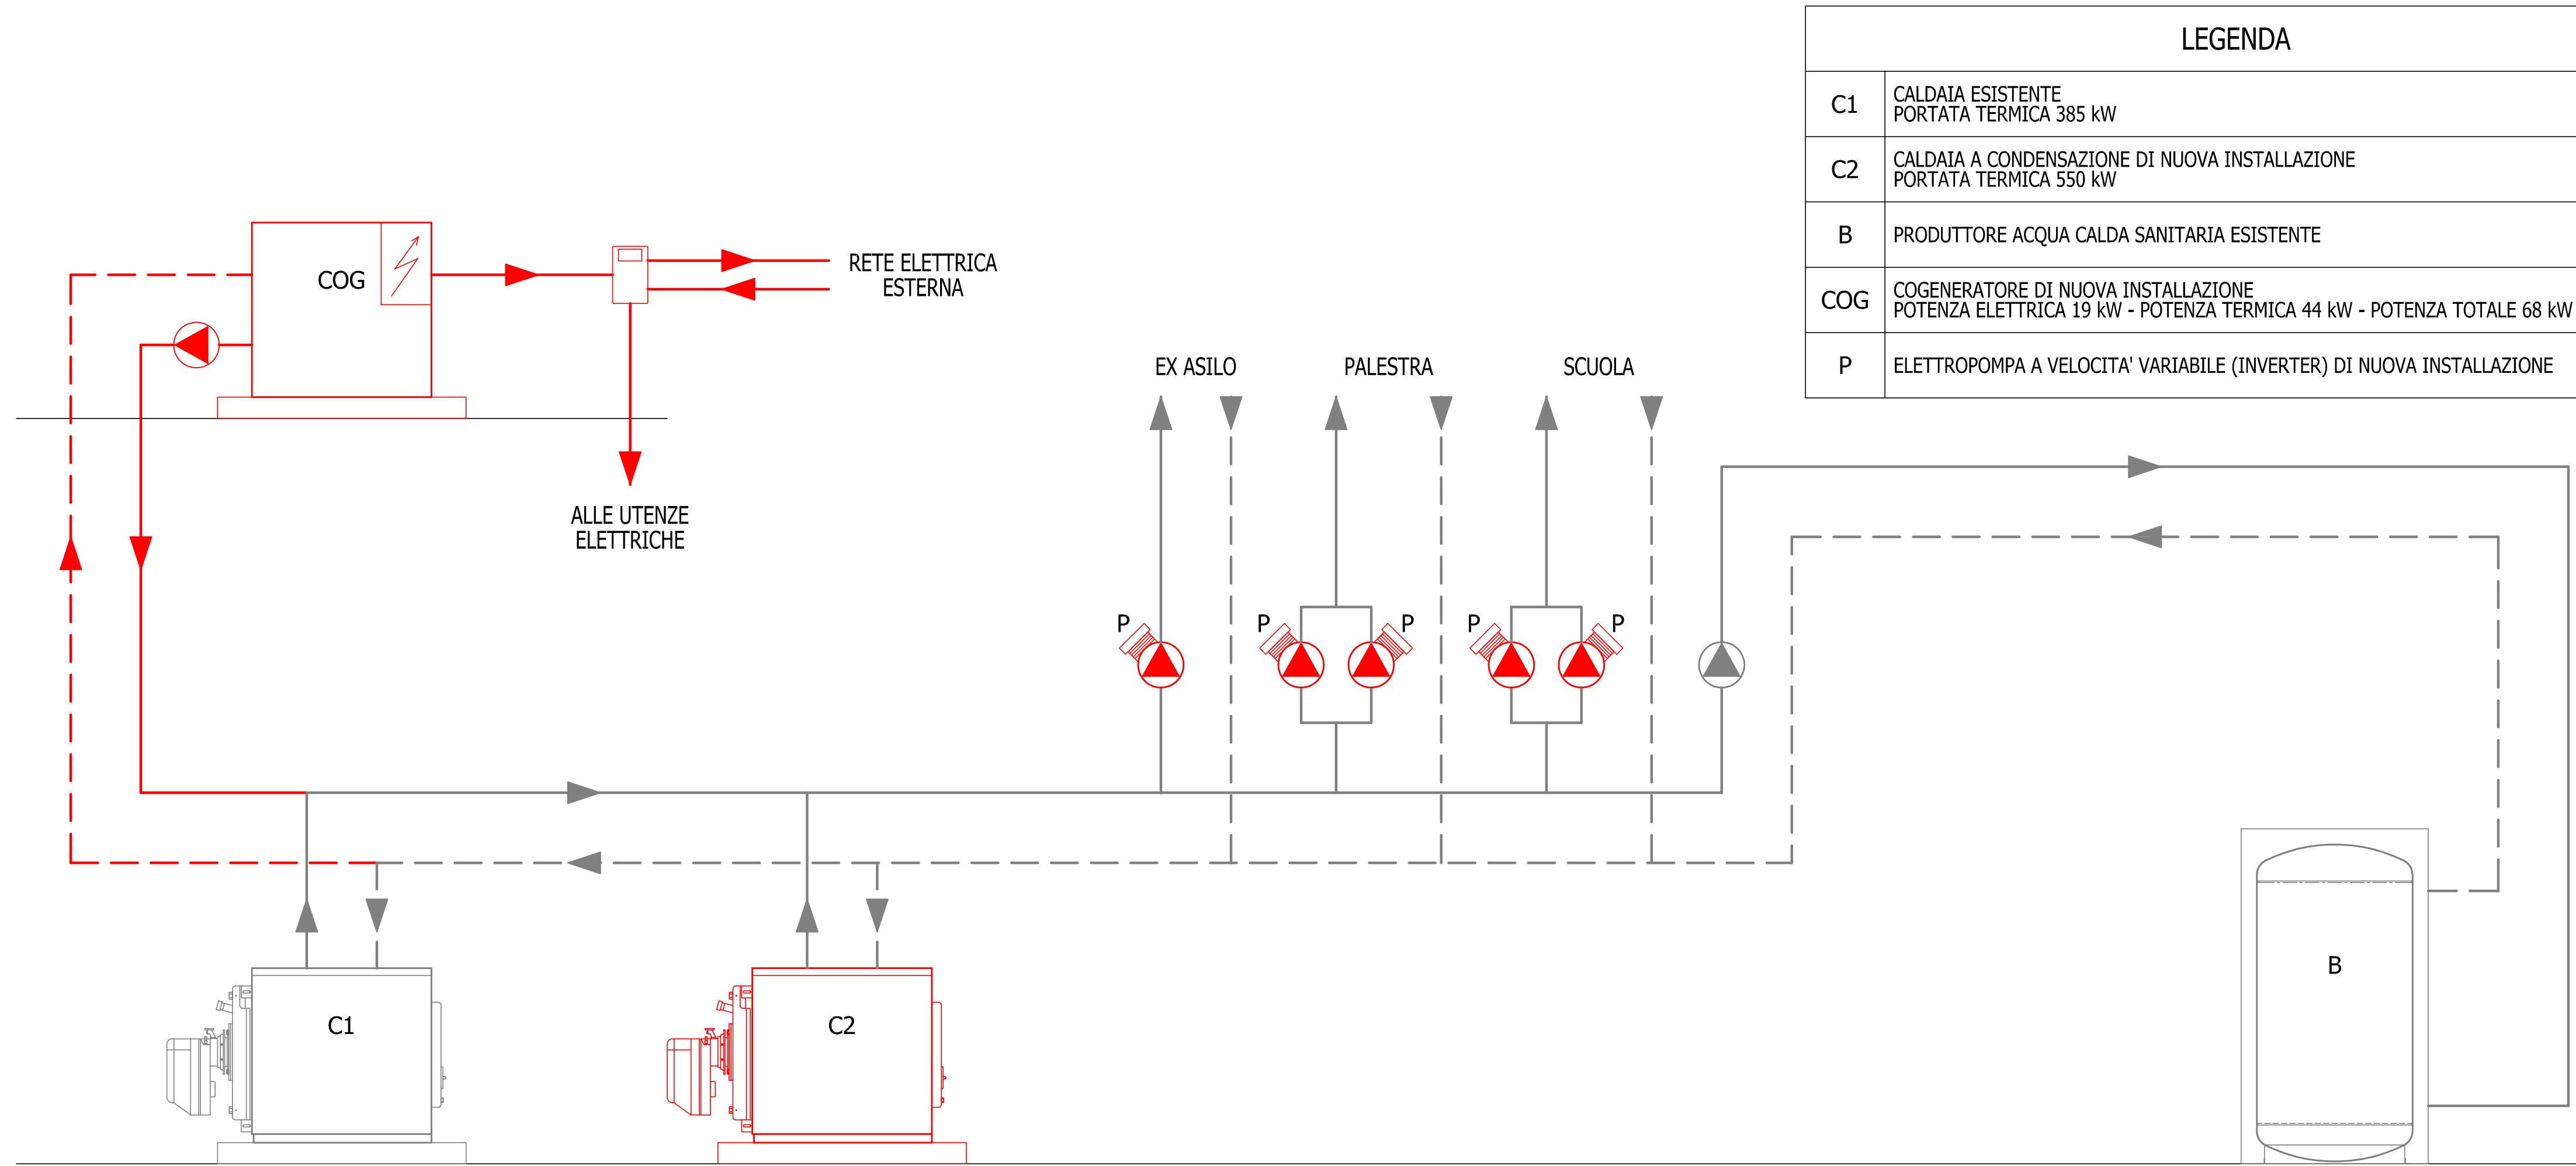 LEGENDA
C1
CALDAIA ESISTENTE
PORTATA TERMICA 385 kW
C2
CALDAIA A CONDENSAZIONE DI NUOVA INSTALLAZIONE
PORTATA TERMICA 550 kW
B
PRODUTTORE ACQUA CALDA SANITARIA ESISTENTE
COG
COGENERATORE DI NUOVA INSTALLAZIONE
POTENZA ELETTRICA 19 kW - POTENZA TERMICA 44 kW - POTENZA TOTALE 68 kW
P
ELETTROPOMPA A VELOCITA' VARIABILE (INVERTER) DI NUOVA INSTALLAZIONE
COG
RETE ELETTRICA
ESTERNA
ALLE UTENZE
ELETTRICHE
EX ASILO
PALESTRA
SCUOLA
P
P
P
P
P
C1
C2
B